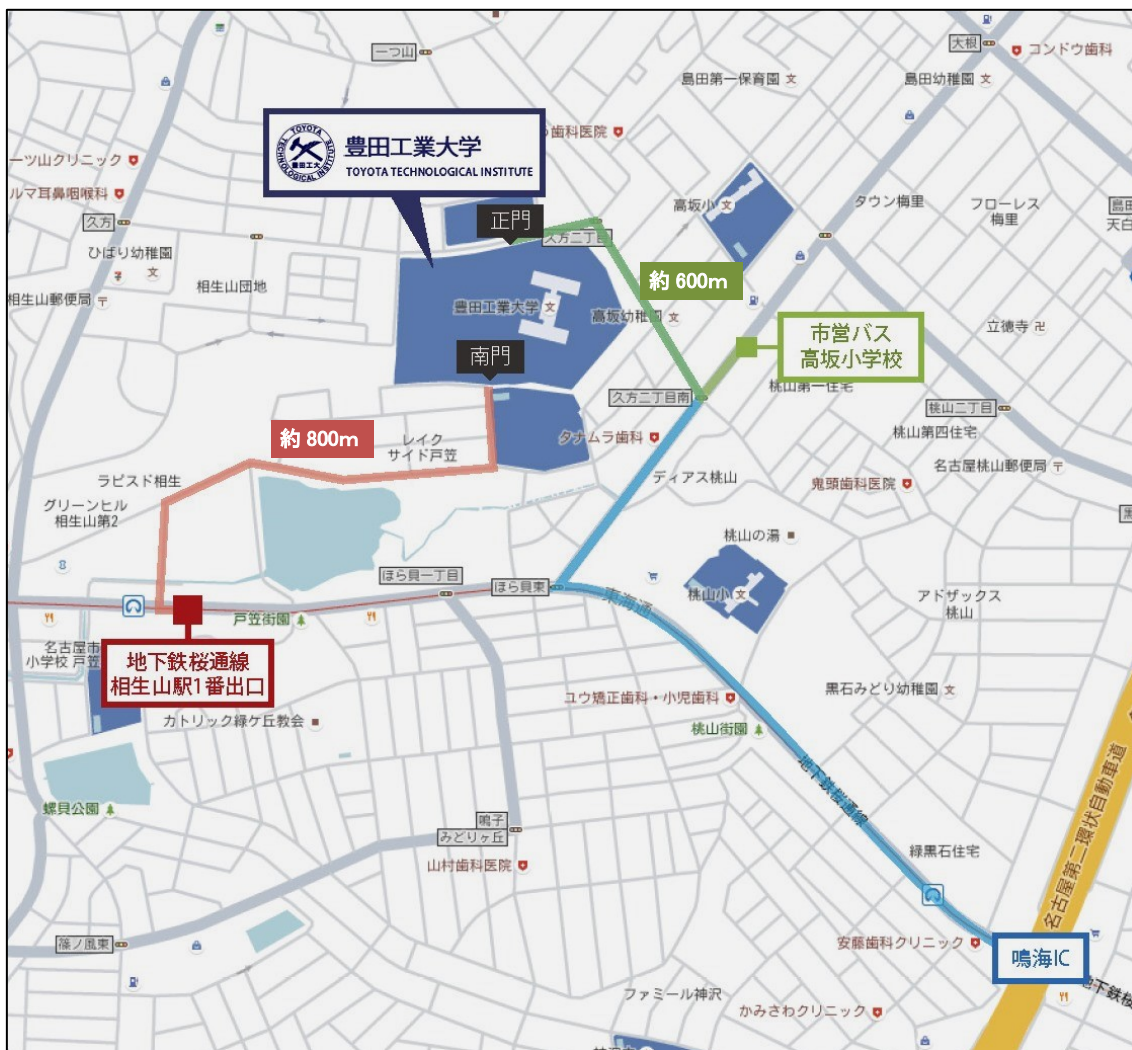 一つ山
大根
コンドウ歯科
島田第一保育園
島田幼稚園
TOYOTA
TECHNOLOGICAL INSTITUTE
豊田工大
豊田工業大学
TOYOTA TECHNOLOGICAL INSTITUTE
歯科医院
一ツ山クリニック
ルマ耳鼻咽喉科
久方
ひばり幼稚園
相生山団地
相生山郵便局
正門
久方二丁目
高坂小
タウン梅里
フローレス
梅里
島田
天白
約 600m
豊田工業大学
高坂幼稚園
市営バス
高坂小学校
立徳寺
南門
久方二丁目南
桃山第一住宅
桃山二丁目
桃山第四住宅
名古屋桃山郵便局
約 800m
レイク
サイド戸笠
タナムラ歯科
ディアス桃山
鬼頭歯科医院
黒
ラピスド相生
グリーンヒル
相生山第2
桃山の湯
ほら貝一丁目
ほら貝東
東海通
桃山小
アドザックス
桃山
戸笠街園
名古屋市
小学校 戸笠
地下鉄桜通線
相生山駅1番出口
カトリック緑ケ丘教会
ユウ矯正歯科・小児歯科
桃山街園
黒石みどり幼稚園
地下鉄桜通線
名古屋第二環状自動車道
螺貝公園
鳴子
みどりヶ丘
山村歯科医院
緑黒石住宅
篠ノ風東
安藤歯科クリニック
鳴海IC
地下鉄桜
ファミール神沢
かみさわクリニック